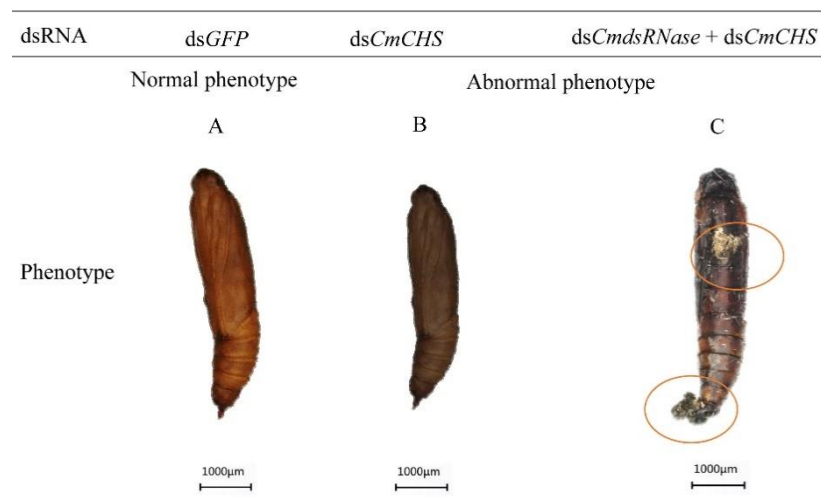 dsRNA dsGFP dsCmCHS dsCmdsRNase + dsCmCHS
Normal phenotype Abnormal phenotype
A B C
Phenotype
1000μm 1000μm 1000μm